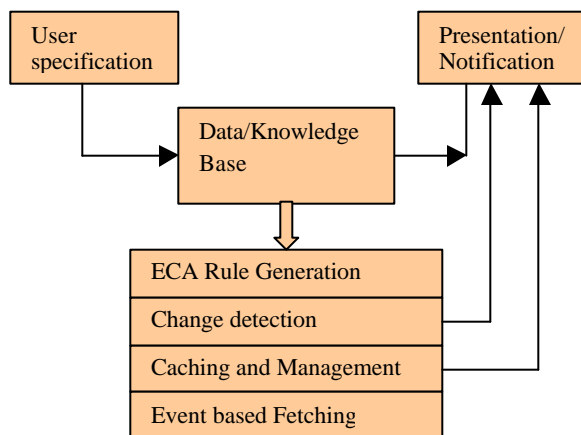 User
specification
Presentation/
Notification
Data/Knowledge
Base
ECA Rule Generation
Change detection
Caching and Management
Event based Fetching